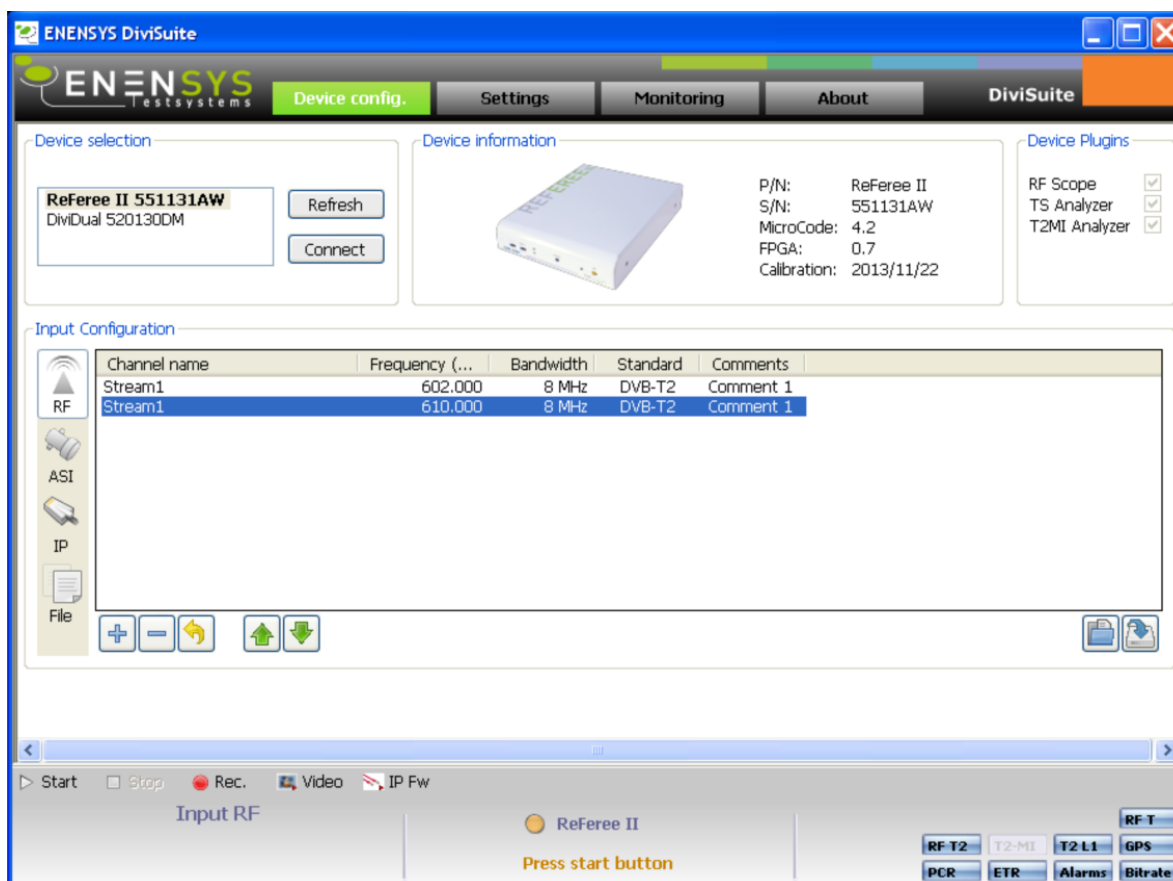 ENENSYS DiviSuite
ENENSYS
Testsystems
Device config.
Settings
Monitoring
About
DiviSuite
Device selection
Device information
Device Plugins
ReFeree II 551131AW
DiviDual 520130DM
Refresh
Connect
REFEREE
P/N: ReFeree II
S/N: 551131AW
MicroCode: 4.2
FPGA: 0.7
Calibration: 2013/11/22
RF Scope
TS Analyzer
T2MI Analyzer
Input Configuration
RF
ASI
IP
File
Channel name Frequency (... Bandwidth Standard Comments
Stream1 602.000 8 MHz DVB-T2 Comment 1
Stream1 610.000 8 MHz DVB-T2 Comment 1
Start Stop Rec. Video IP Fw
Input RF
ReFeree II
Press start button
RF T
RF T2 T2-MI T2 L1 GPS
PCR ETR Alarms Bitrate